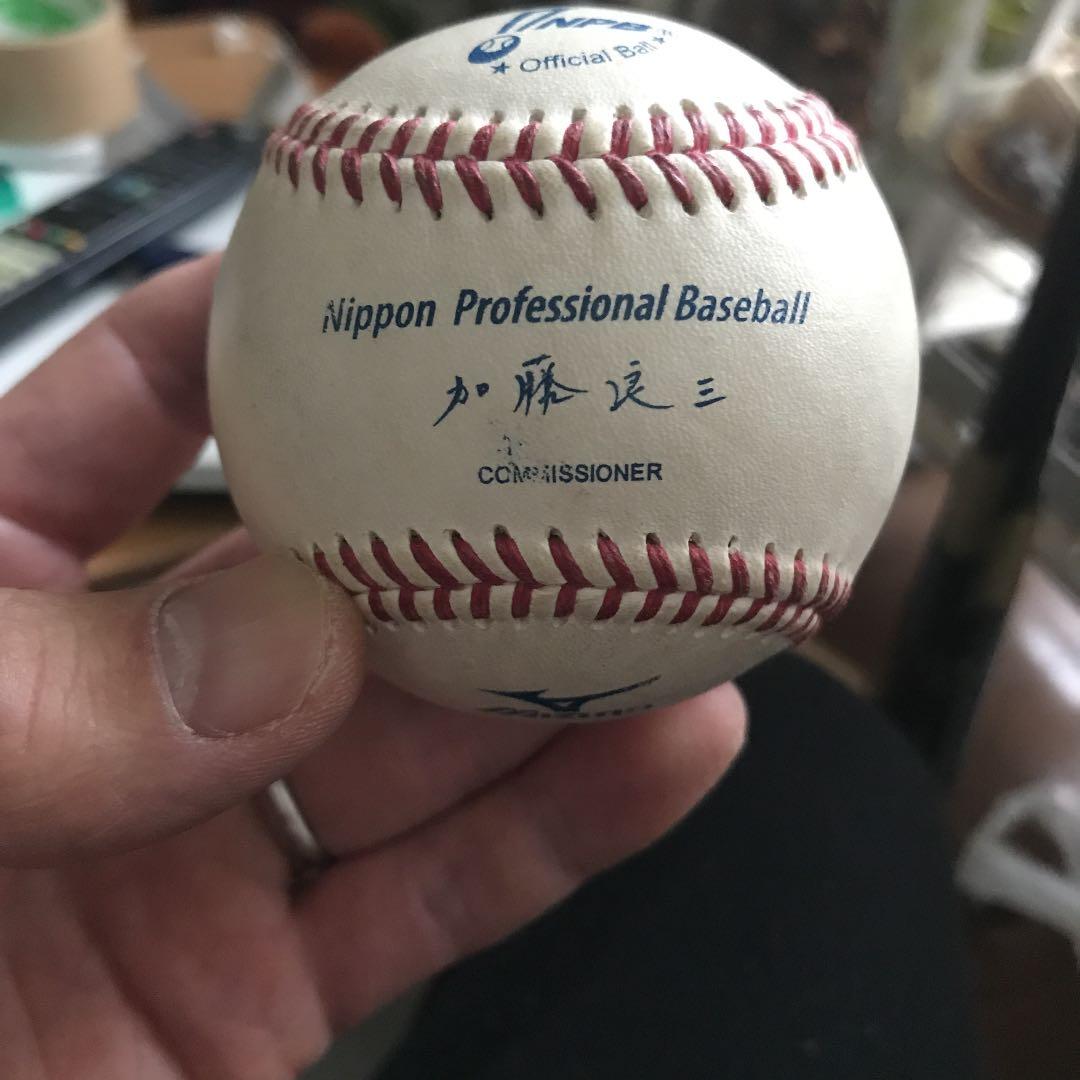 NPB
★ Official Ball ★
Nippon Professional Baseball
加藤良三
COMMISSIONER